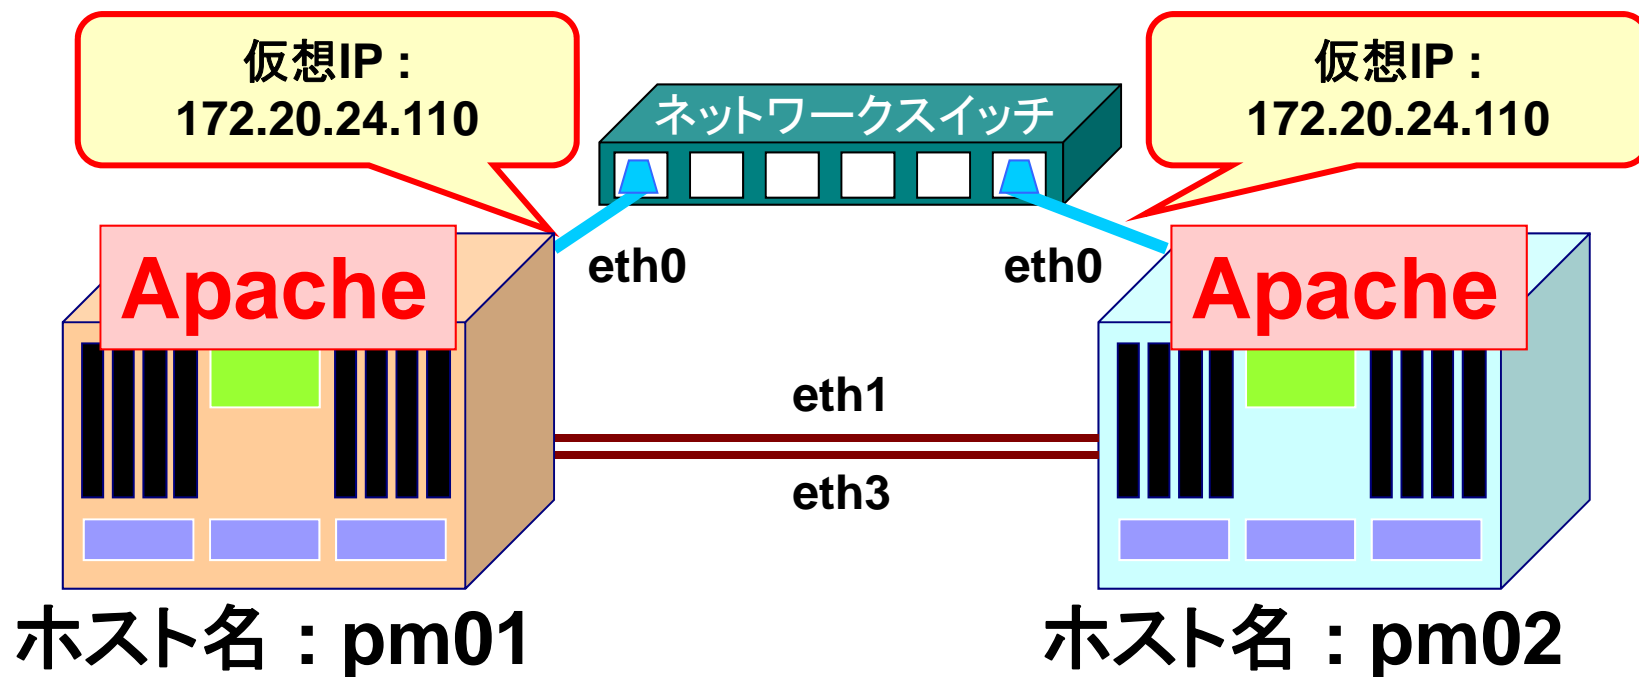 仮想IP :
172.20.24.110
仮想IP :
172.20.24.110
ネットワークスイッチ
eth0
eth0
Apache
Apache
eth1
eth3
ホスト名 : pm01
ホスト名 : pm02